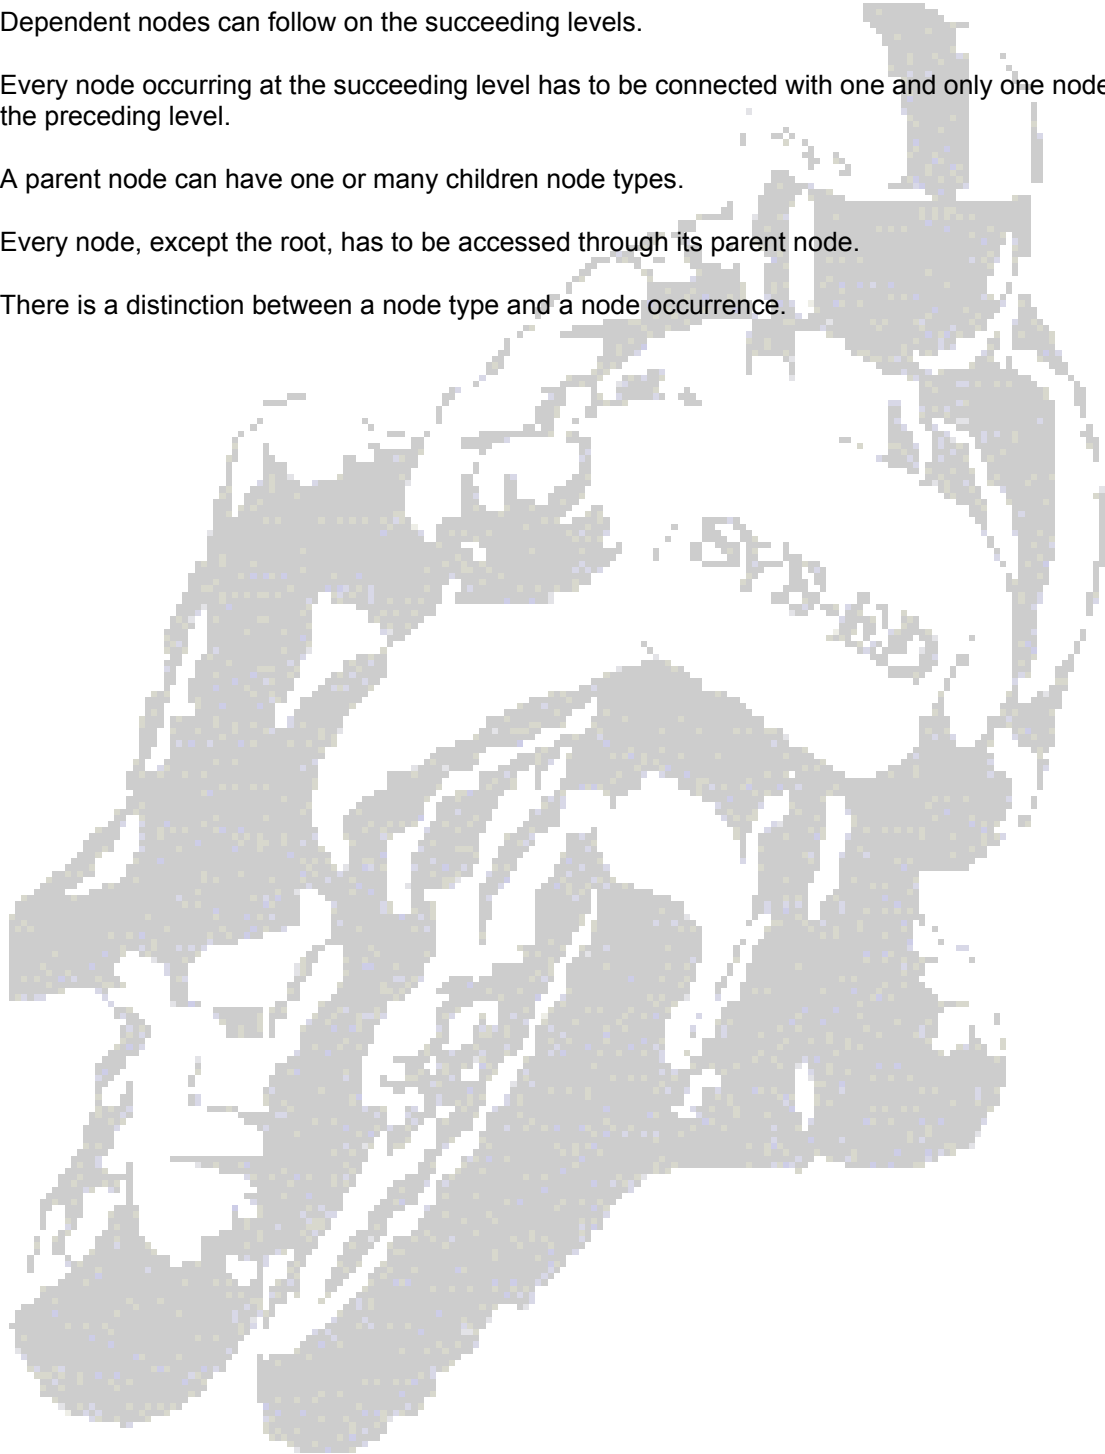 Dependent nodes can follow on the succeeding levels.
Every node occurring at the succeeding level has to be connected with one and only one node
the preceding level.
A parent node can have one or many children node types.
Every node, except the root, has to be accessed through its parent node.
There is a distinction between a node type and a node occurrence.
SYS-ED